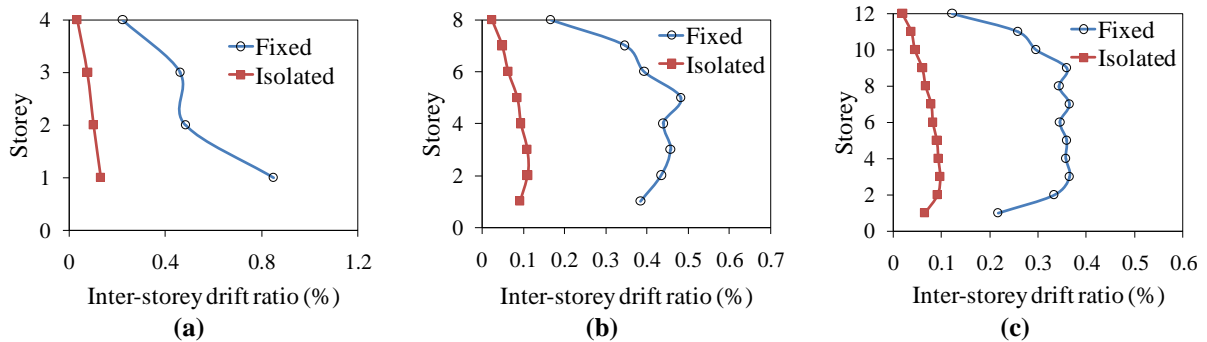 4
3
2
1
4
Storey
Fixed
Isolated
0
0.4
0.8
1.2
Inter-storey drift ratio (%)
(a)
8
6
4
2
0
Storey
Fixed
Isolated
0
0.1
0.2
0.3
0.4
0.5
0.6
0.7
Inter-storey drift ratio (%)
(b)
12
10
8
6
4
2
0
Storey
Fixed
Isolated
0
0.1
0.2
0.3
0.4
0.5
0.6
Inter-storey drift ratio (%)
(c)